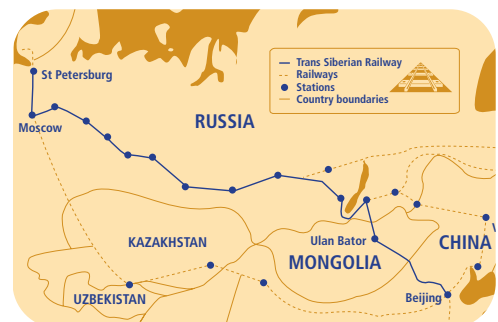 Trans Siberian Railway
Railways
Stations
Country boundaries
St Petersburg
RUSSIA
Moscow
KAZAKHSTAN
Ulan Bator
CHINA
MONGOLIA
UZBEKISTAN
Beijing